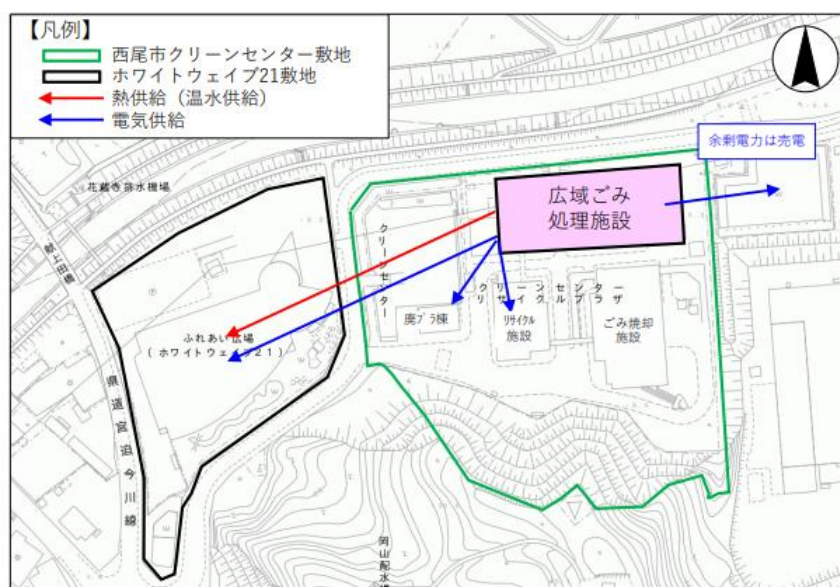 【凡例】
西尾市クリーンセンター敷地
ホワイトウェイブ21敷地
熱供給（温水供給）
電気供給
余剰電力は売電
花蔵寺排水機場
広域ごみ
処理施設
クリーンセンター
クリーンセンター
リサイクルプラザ
廃プラ棟
リサイクル
施設
ごみ焼却
施設
ふれあい広場
(ホワイトウェイブ21)
県道宮迫今川線
岡山配水場